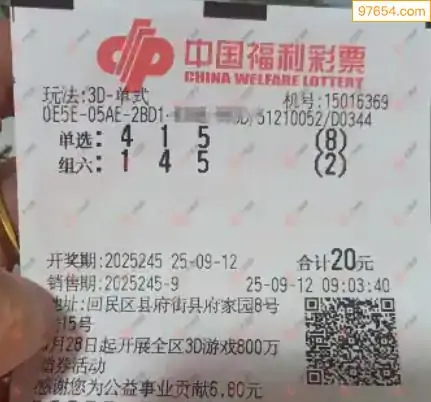 97654.com
中国福利彩票
CHINA WELFARE LOTTERY
玩法:3D-单式 机号:15016369
0E5E-05AE-2BD1- 51210052/D0344
单选: 4 1 5 (8)
组六: 1 4 5 (2)
开奖期:2025245 25-09-12 合计20元
销售期:2025245-9 25-09-12 09:03:40
地址:回民区县府街县府家园8号
15号
月28日起开展全区3D游戏800万
赠券活动
感谢您为公益事业贡献6.80元